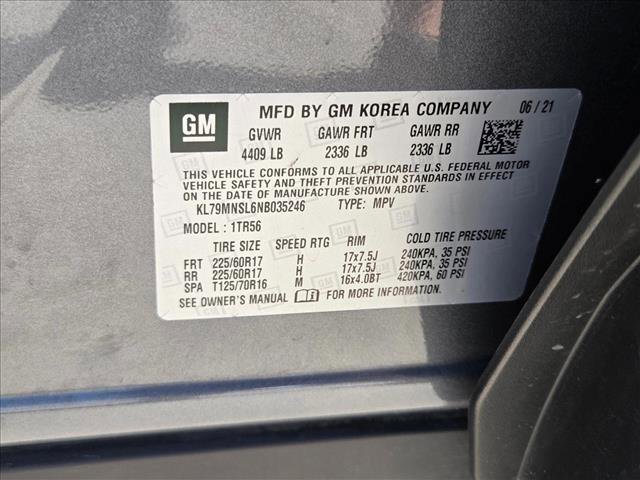 GM MFD BY GM KOREA COMPANY 06/21
GVWR GAWR FRT GAWR RR
4409 LB 2336 LB 2336 LB
THIS VEHICLE CONFORMS TO ALL APPLICABLE U.S. FEDERAL MOTOR
VEHICLE SAFETY AND THEFT PREVENTION STANDARDS IN EFFECT
ON THE DATE OF MANUFACTURE SHOWN ABOVE.
KL79MNSL6NB035246 TYPE: MPV
MODEL : 1TR56
TIRE SIZE SPEED RTG RIM COLD TIRE PRESSURE
FRT 225/60R17 H 17x7.5J 240KPA, 35 PSI
RR 225/60R17 H 17x7.5J 240KPA, 35 PSI
SPA T125/70R16 M 16x4.0BT 420KPA, 60 PSI
SEE OWNER'S MANUAL FOR MORE INFORMATION.